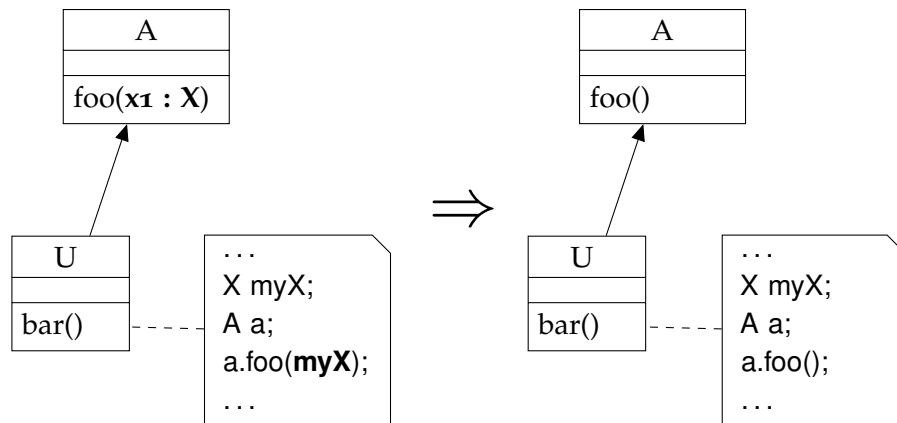 A
foo(x1 : X)
U
bar()
. . .
X myX;
A a;
a.foo(myX);
. . .
⇒
A
foo()
U
bar()
. . .
X myX;
A a;
a.foo();
. . .